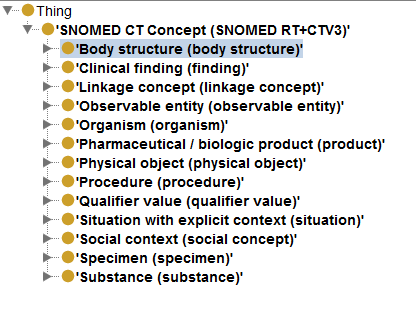 Thing
'SNOMED CT Concept (SNOMED RT+CTV3)'
'Body structure (body structure)'
'Clinical finding (finding)'
'Linkage concept (linkage concept)'
'Observable entity (observable entity)'
'Organism (organism)'
'Pharmaceutical / biologic product (product)'
'Physical object (physical object)'
'Procedure (procedure)'
'Qualifier value (qualifier value)'
'Situation with explicit context (situation)'
'Social context (social concept)'
'Specimen (specimen)'
'Substance (substance)'